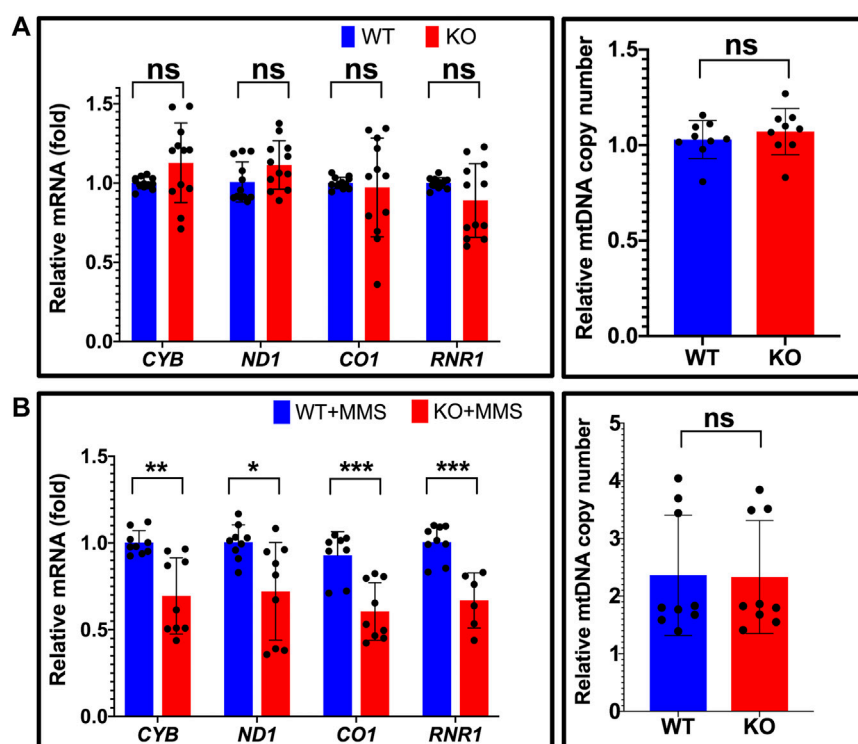 A
WT KO
ns ns ns ns
Relative mRNA (fold)
1.5
1.0
0.5
0.0
CYB ND1 CO1 RNR1
ns
Relative mtDNA copy number
1.5
1.0
0.5
0.0
WT KO
B
WT+MMS KO+MMS
** * *** ***
Relative mRNA (fold)
1.5
1.0
0.5
0.0
CYB ND1 CO1 RNR1
ns
Relative mtDNA copy number
5
4
3
2
1
0
WT KO